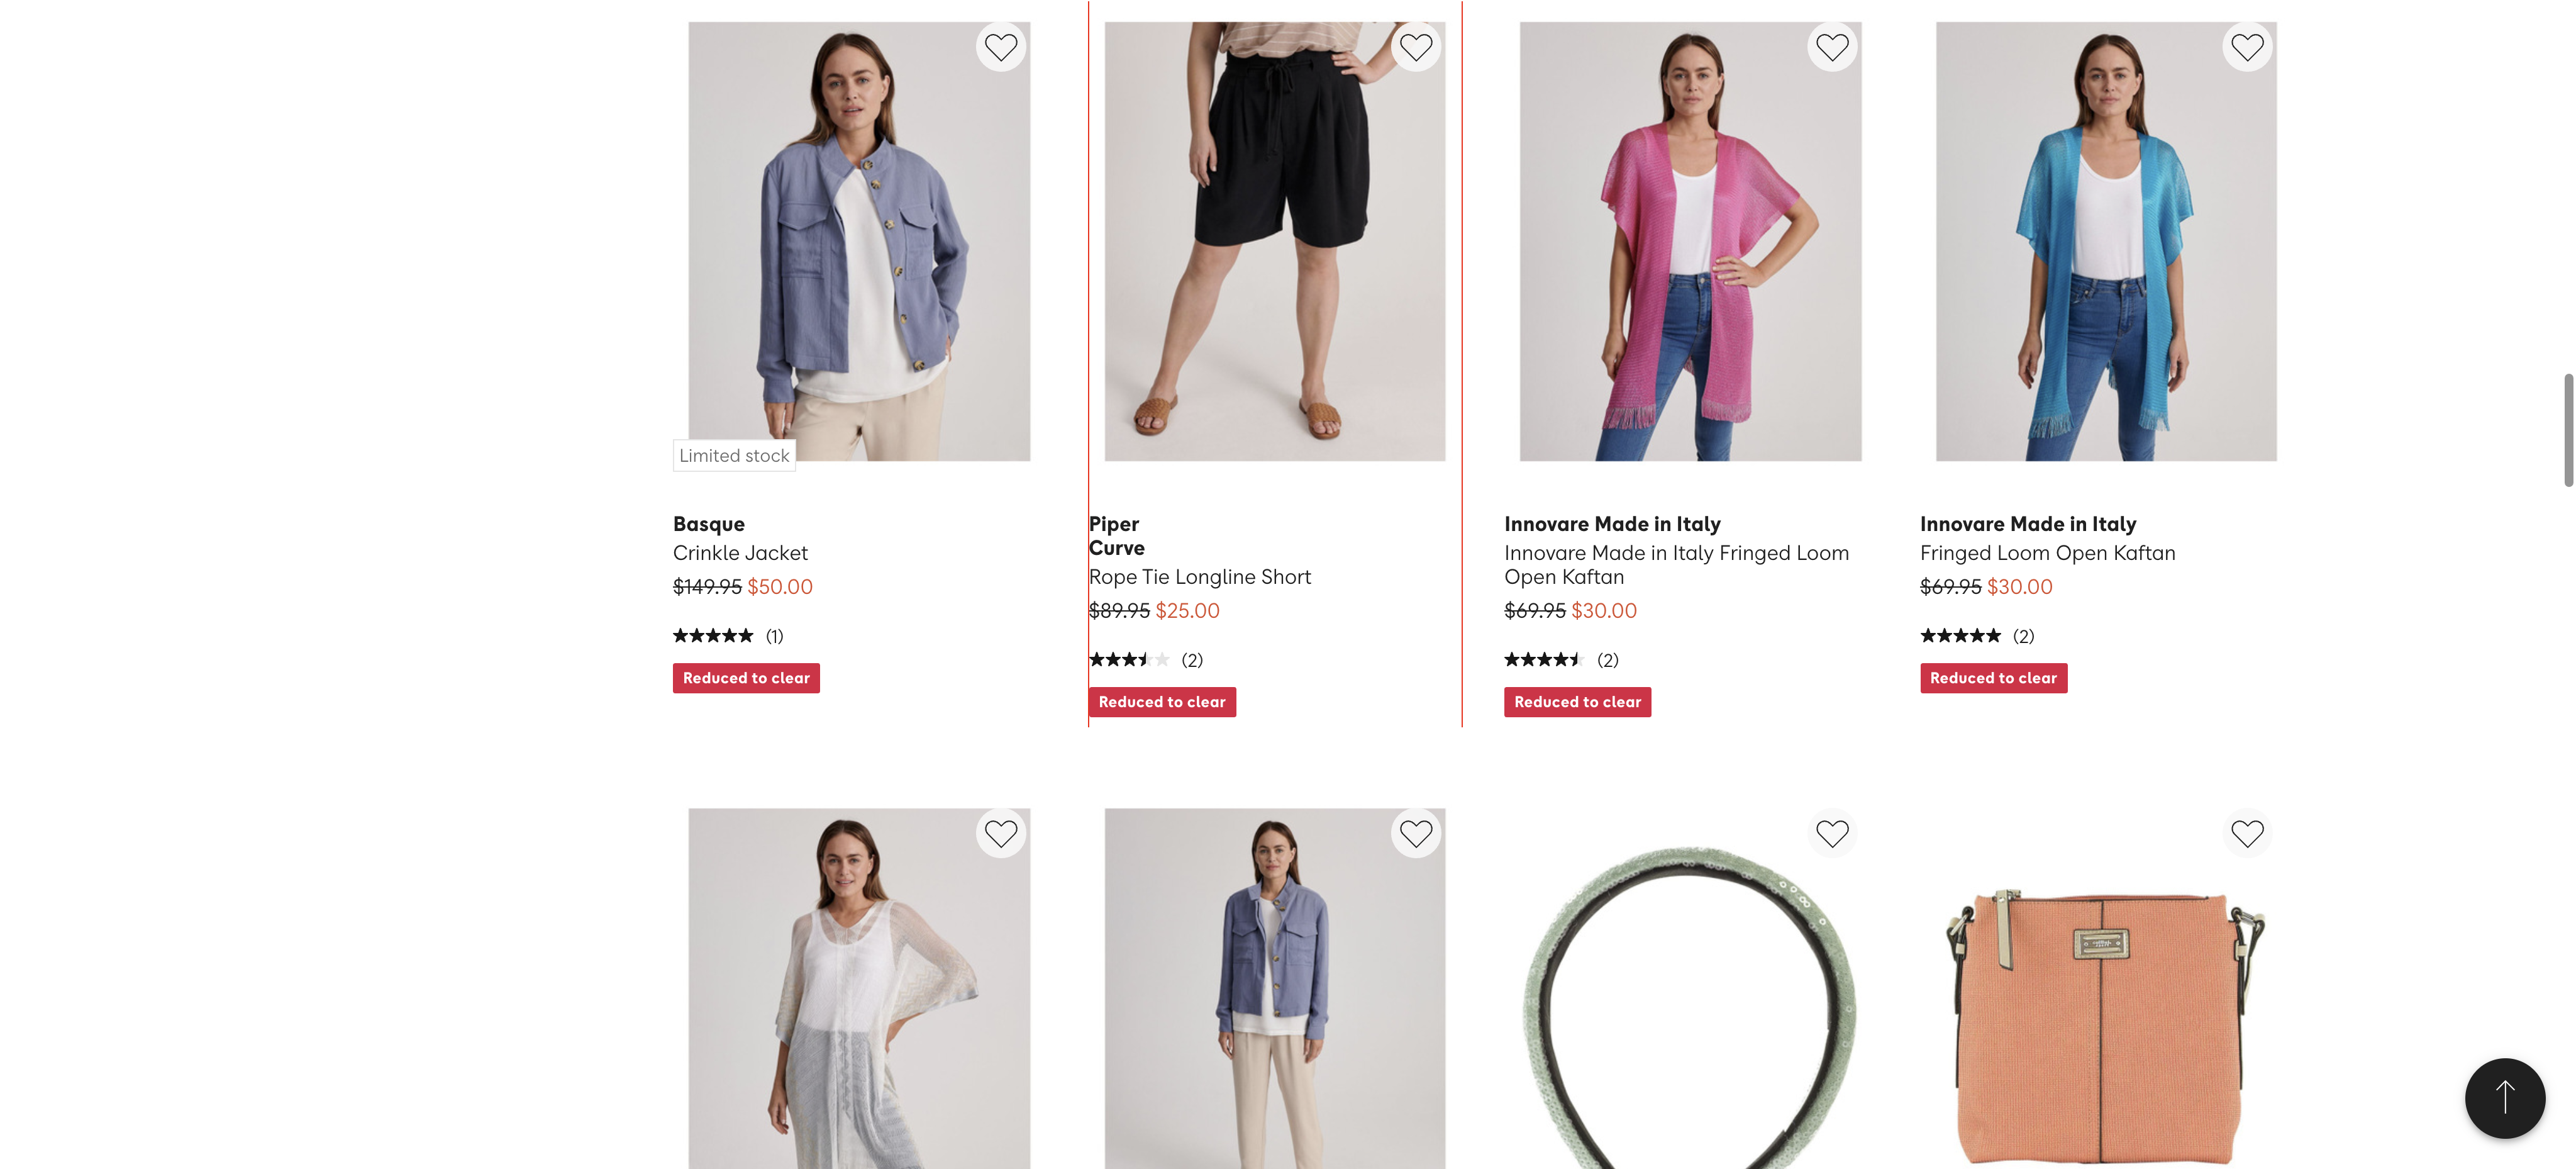 Limited stock
Basque
Crinkle Jacket
$149.95 $50.00
(1)
Reduced to clear
Piper
Curve
Rope Tie Longline Short
$89.95 $25.00
(2)
Reduced to clear
Innovare Made in Italy
Innovare Made in Italy Fringed Loom
Open Kaftan
$69.95 $30.00
(2)
Reduced to clear
Innovare Made in Italy
Fringed Loom Open Kaftan
$69.95 $30.00
(2)
Reduced to clear